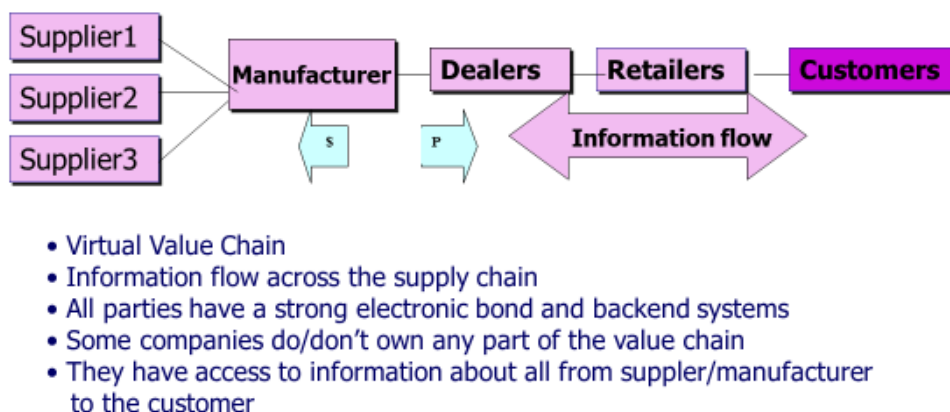 Supplier1
Supplier2
Supplier3
Manufacturer
Dealers
Retailers
Customers
$
P
Information flow
• Virtual Value Chain
• Information flow across the supply chain
• All parties have a strong electronic bond and backend systems
• Some companies do/don't own any part of the value chain
• They have access to information about all from suppler/manufacturer
to the customer